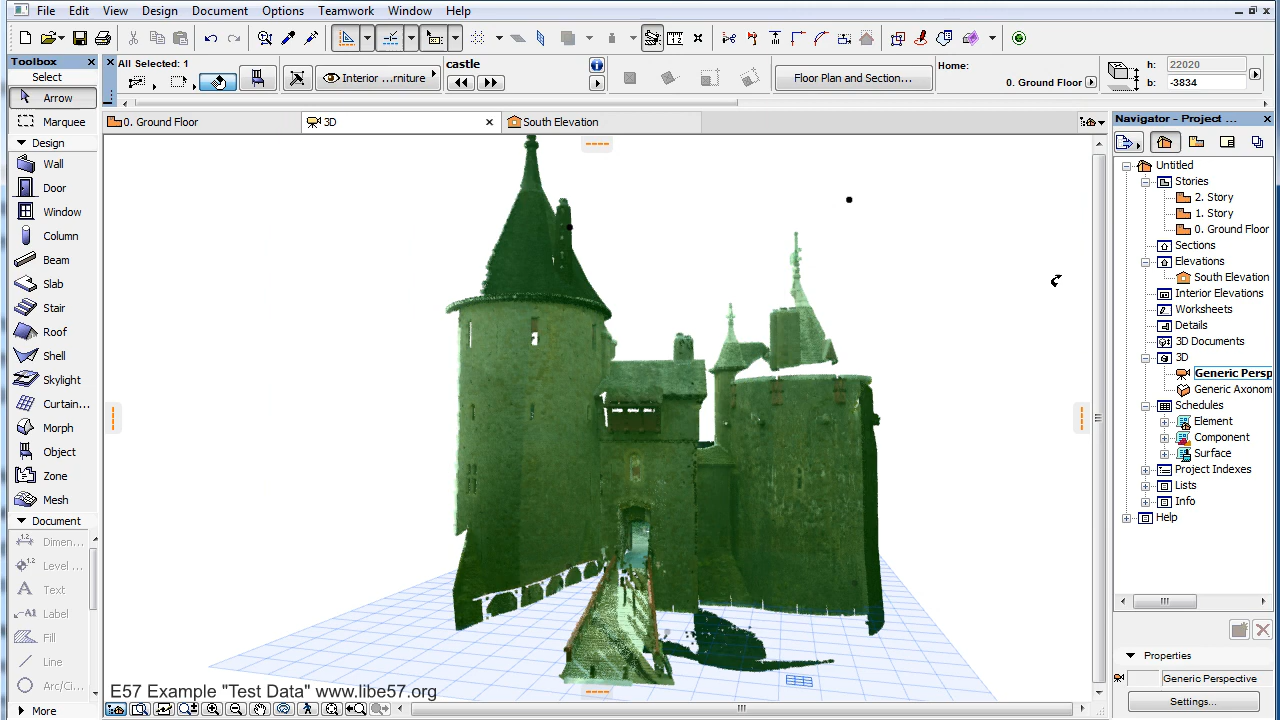 File Edit View Design Document Options Teamwork Window Help
Toolbox
Select
Arrow
Marquee
Design
Wall
Door
Window
Column
Beam
Slab
Stair
Roof
Shell
Skylight
Curtain...
Morph
Object
Zone
Mesh
Document
Dimen...
Level ...
Text
Label
Fill
Line
Arc/Ci...
More
All Selected: 1
Interior ...rniture
castle
Floor Plan and Section...
Home:
0. Ground Floor
h: 22020
b: -3834
0. Ground Floor
3D
South Elevation
E57 Example "Test Data" www.libe57.org
Navigator - Project ...
Untitled
Stories
2. Story
1. Story
0. Ground Floor
Sections
Elevations
South Elevation
Interior Elevations
Worksheets
Details
3D Documents
3D
Generic Persp
Generic Axonom
Schedules
Element
Component
Surface
Project Indexes
Lists
Info
Help
Properties
Generic Perspective
Settings...